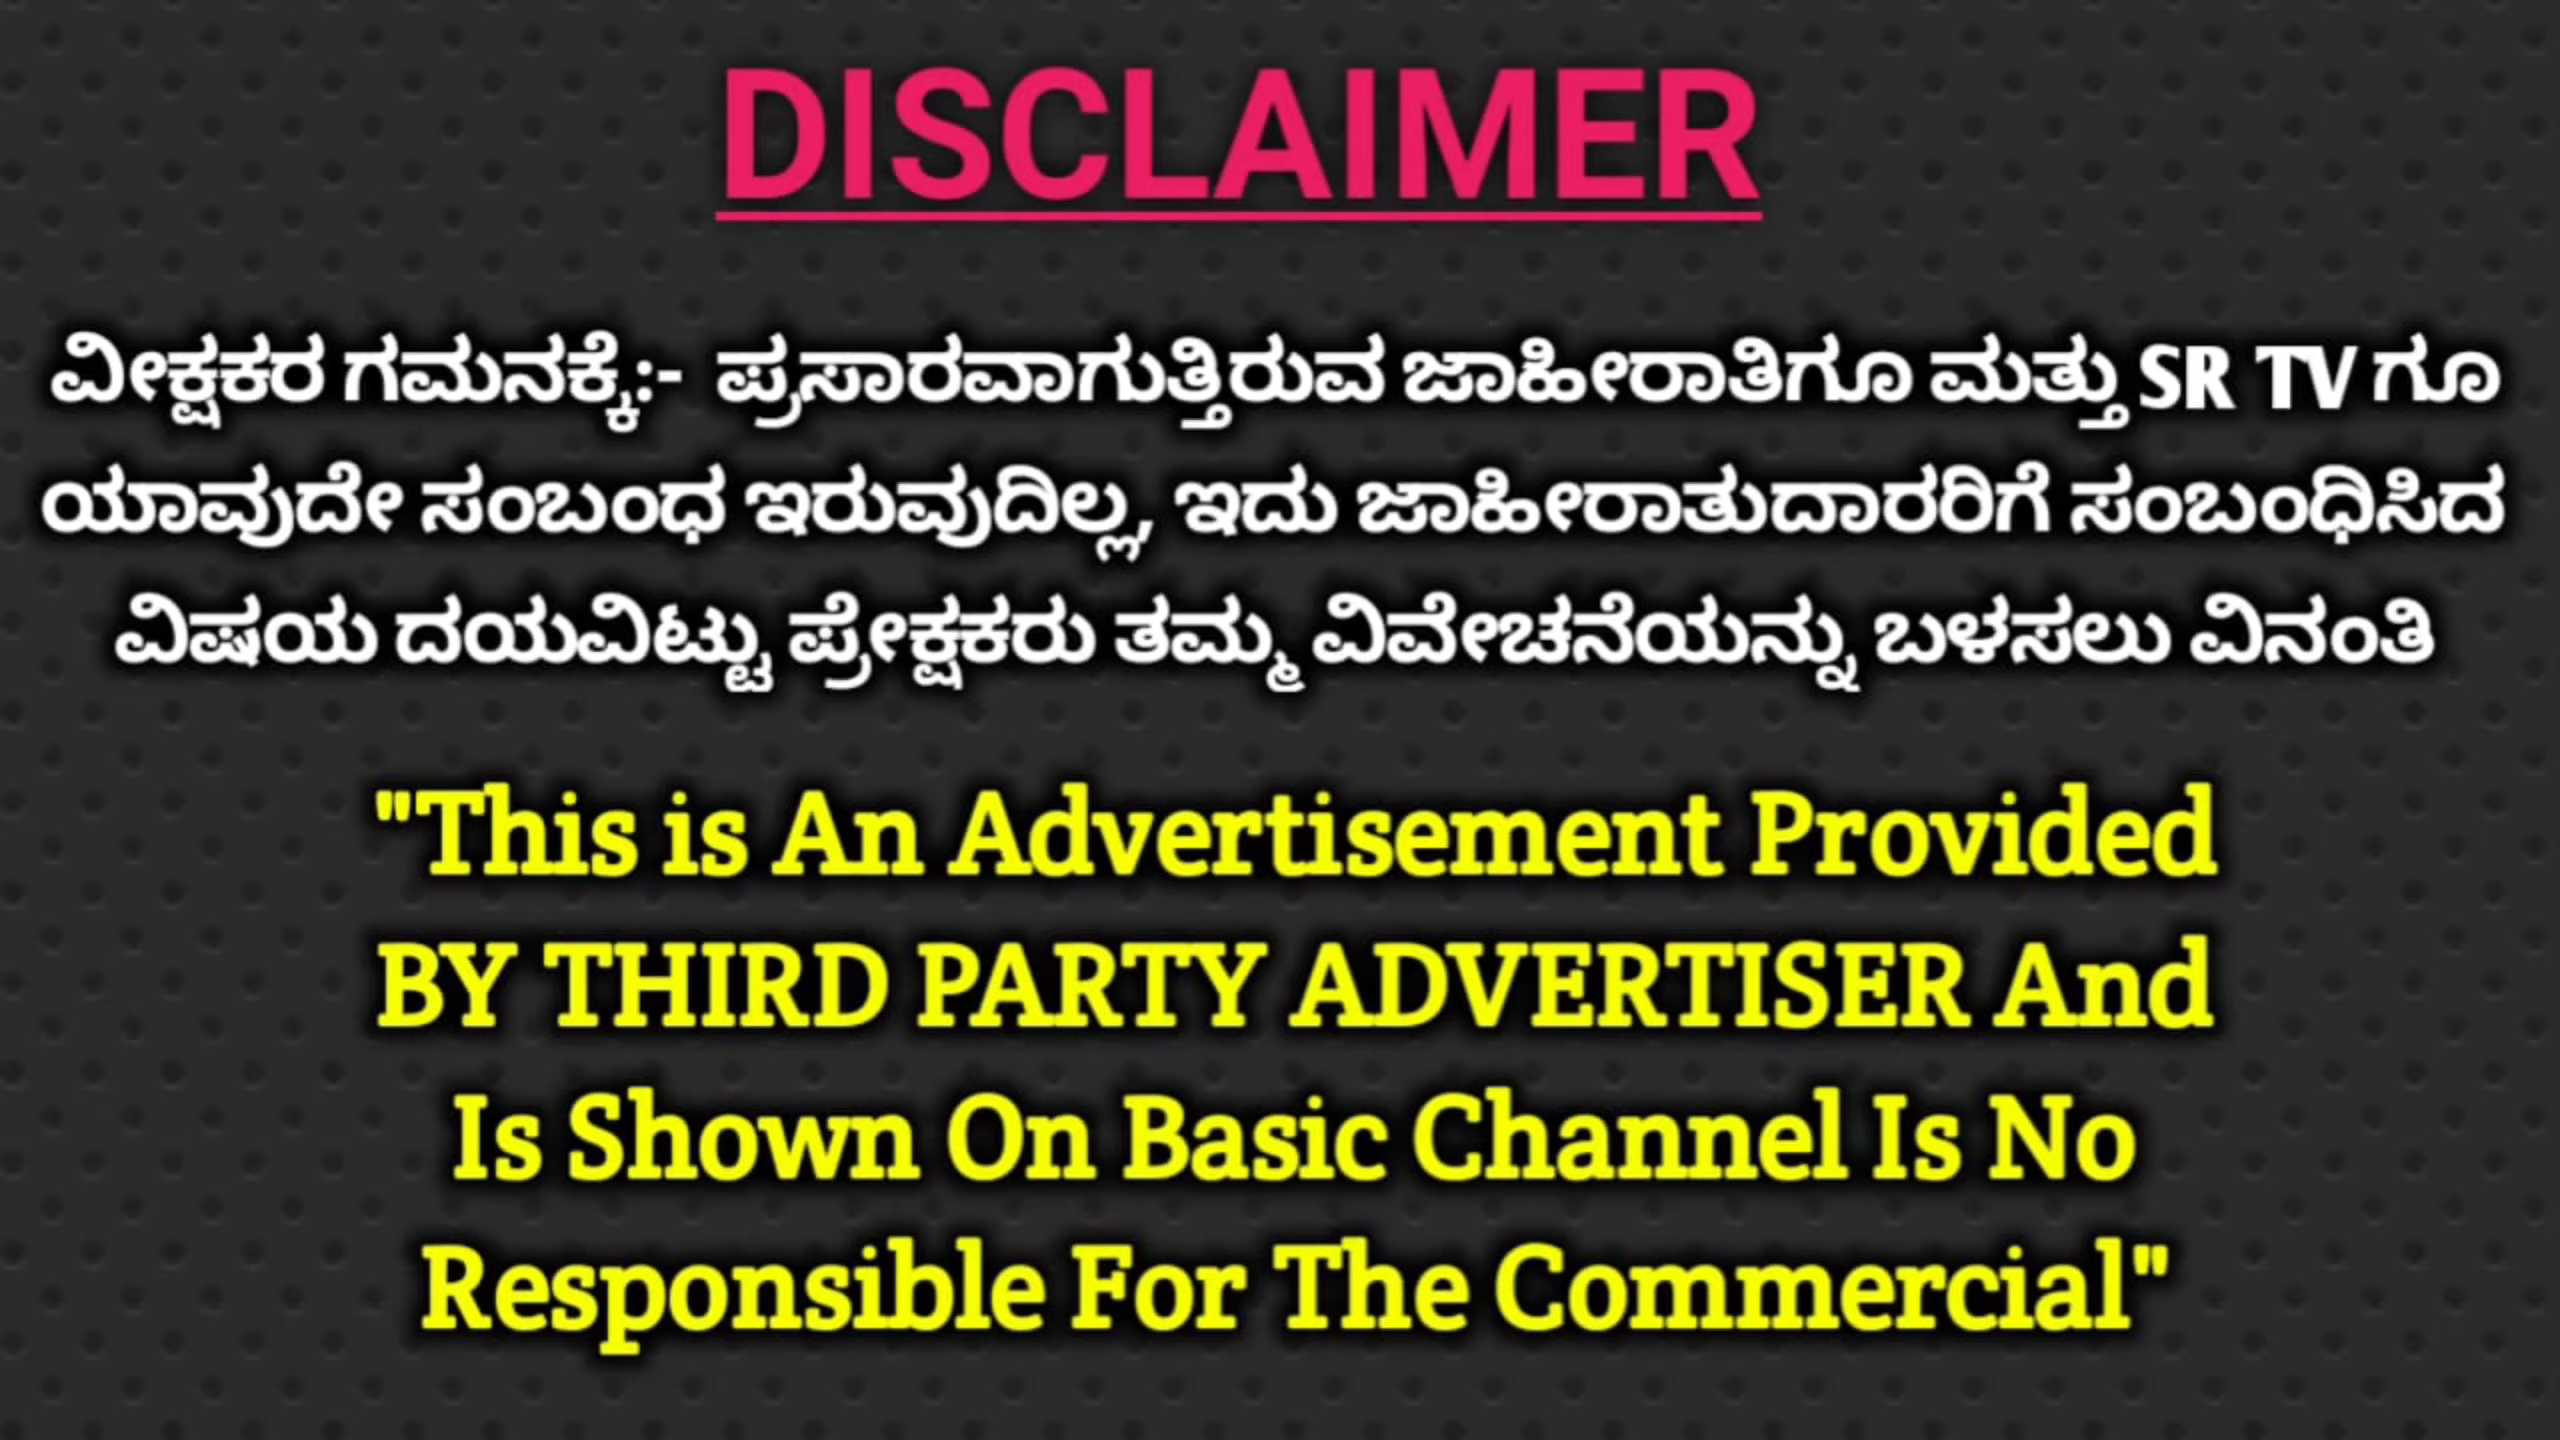 DISCLAIMER
ವೀಕ್ಷಕರ ಗಮನಕ್ಕೆ:- ಪ್ರಸಾರವಾಗುತ್ತಿರುವ ಜಾಹೀರಾತಿಗೂ ಮತ್ತು SR TV ಗೂ
ಯಾವುದೇ ಸಂಬಂಧ ಇರುವುದಿಲ್ಲ, ಇದು ಜಾಹೀರಾತುದಾರರಿಗೆ ಸಂಬಂಧಿಸಿದ
ವಿಷಯ ದಯವಿಟ್ಟು ಪ್ರೇಕ್ಷಕರು ತಮ್ಮ ವಿವೇಚನೆಯನ್ನು ಬಳಸಲು ವಿನಂತಿ
"This is An Advertisement Provided
BY THIRD PARTY ADVERTISER And
Is Shown On Basic Channel Is No
Responsible For The Commercial"